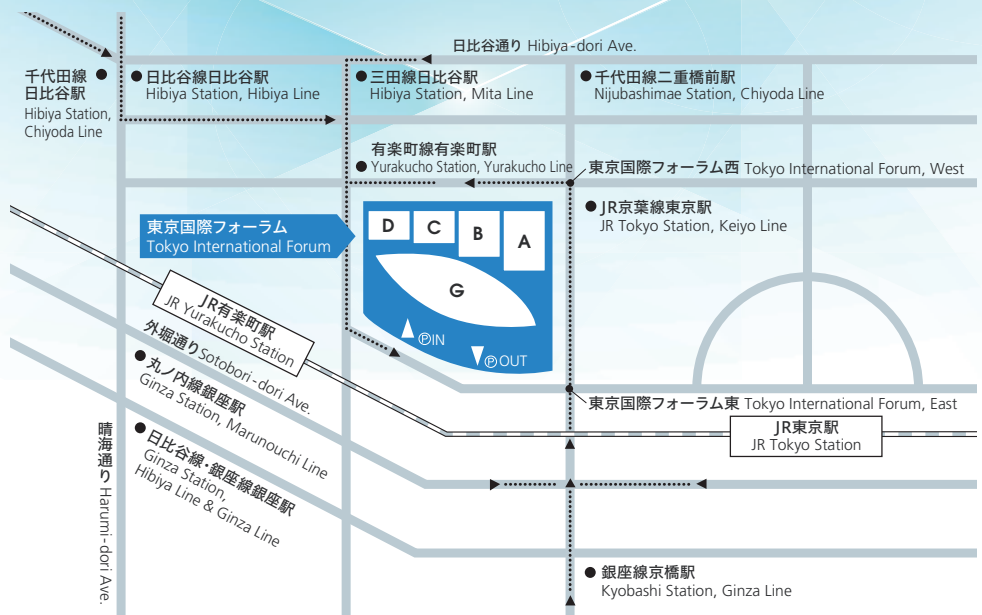 日比谷通り Hibiya-dori Ave.
千代田線
日比谷駅
Hibiya Station,
Chiyoda Line
日比谷線日比谷駅
Hibiya Station, Hibiya Line
三田線日比谷駅
Hibiya Station, Mita Line
千代田線二重橋前駅
Nijubashimae Station, Chiyoda Line
有楽町線有楽町駅
Yurakucho Station, Yurakucho Line
東京国際フォーラム西 Tokyo International Forum, West
JR京葉線東京駅
JR Tokyo Station, Keiyo Line
東京国際フォーラム
Tokyo International Forum
D
C
B
A
G
ⓅIN
ⓅOUT
JR有楽町駅
JR Yurakucho Station
外堀通り Sotobori-dori Ave.
丸ノ内線銀座駅
Ginza Station, Marunouchi Line
日比谷線・銀座線銀座駅
Ginza Station,
Hibiya Line & Ginza Line
晴海通り Harumi-dori Ave.
東京国際フォーラム東 Tokyo International Forum, East
JR東京駅
JR Tokyo Station
銀座線京橋駅
Kyobashi Station, Ginza Line